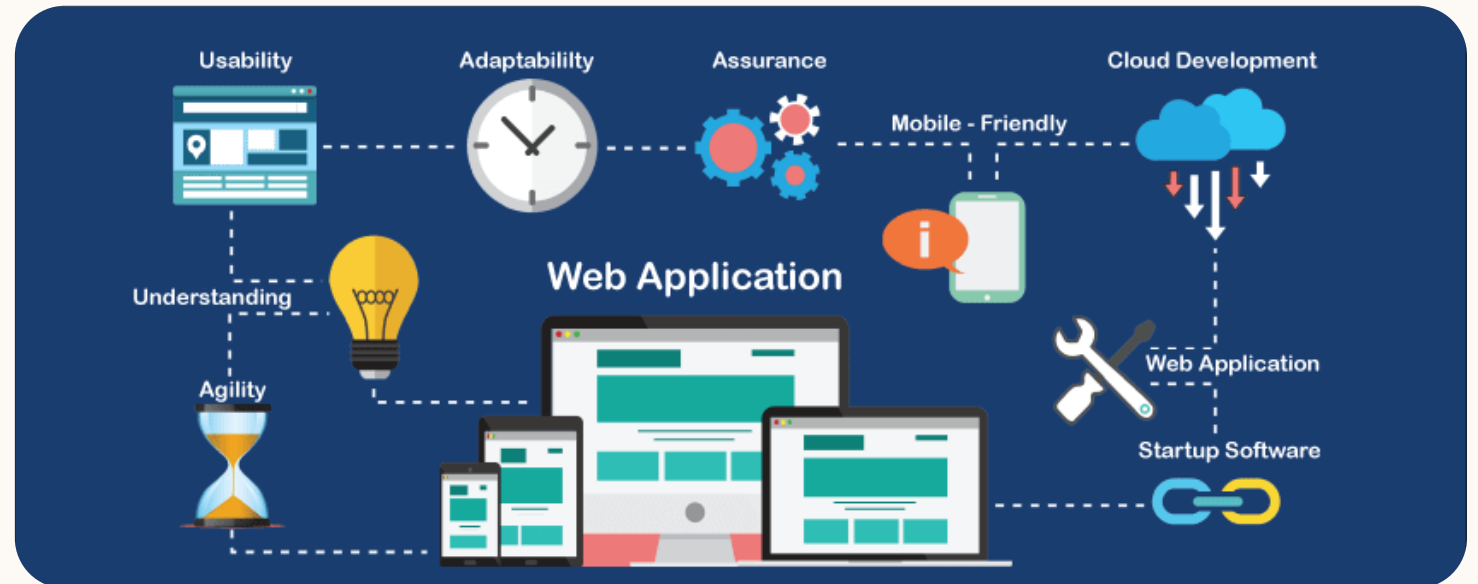 Usability
Adaptabililty
Assurance
Cloud Development
Mobile - Friendly
Understanding
Web Application
Web Application
Agility
Startup Software
i